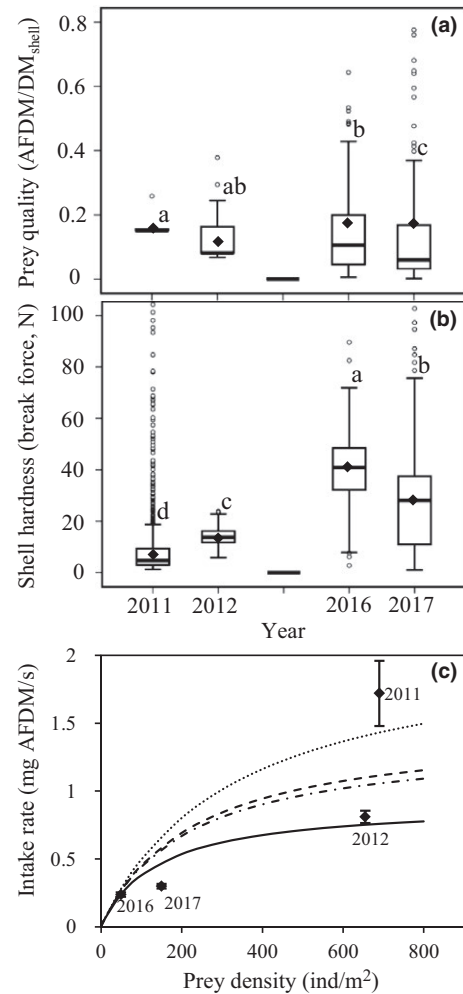 (a)
Prey quality (AFDM/DMshell)
0.8
0.6
0.4
0.2
0
a
ab
b
c
(b)
Shell hardness (break force, N)
100
80
60
40
20
0
d
c
a
b
2011 2012 2016 2017
Year
(c)
Intake rate (mg AFDM/s)
2
1.5
1
0.5
0
2011
2012
2016
2017
0 200 400 600 800
Prey density (ind/m²)